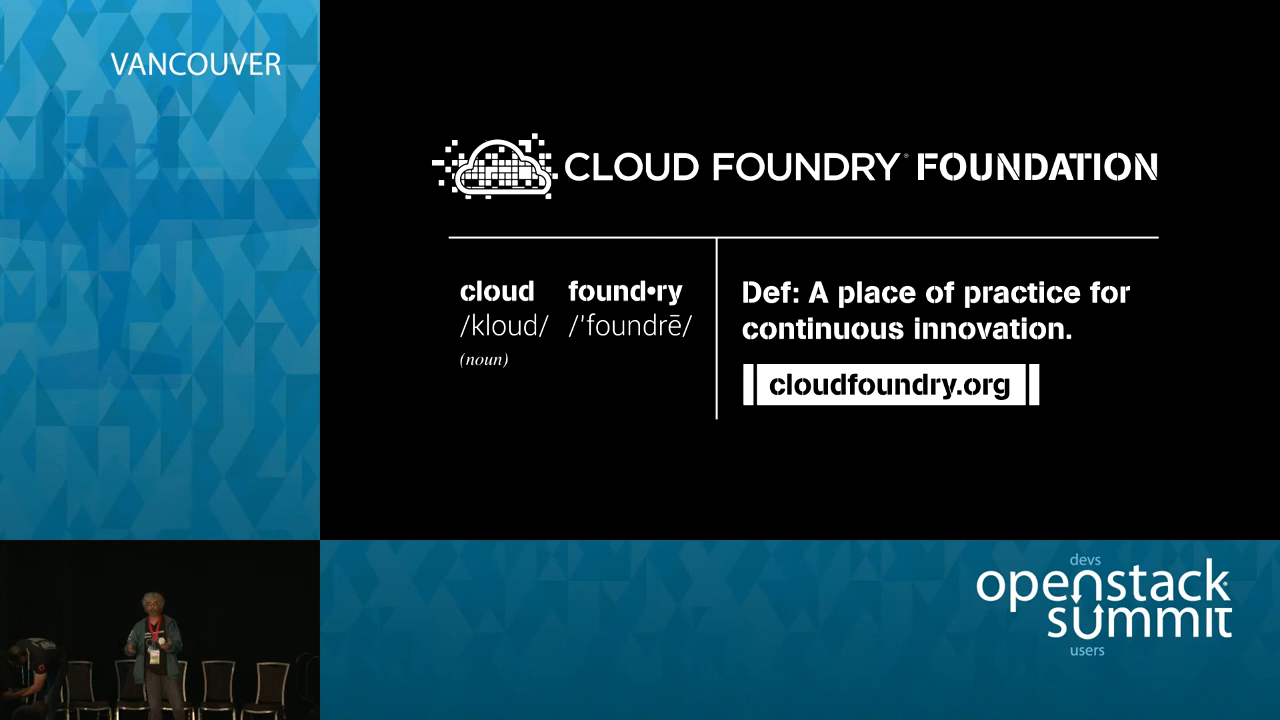 VANCOUVER
CLOUD FOUNDRY® FOUNDATION
cloud found•ry
/kloud/ /'foundrē/
(noun)
Def: A place of practice for
continuous innovation.
cloudfoundry.org
devs
openstack
summit
users